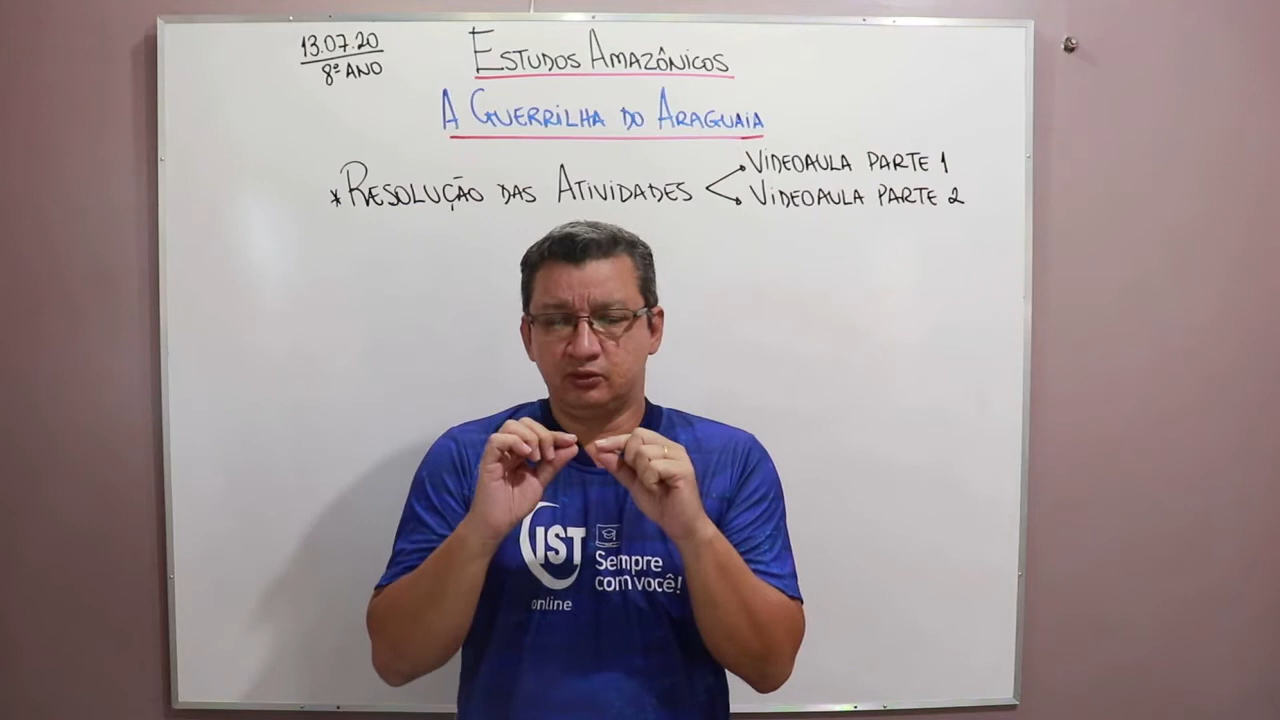 13.07.20
8º ANO
ESTUDOS AMAZÔNICOS
A GUERRILHA DO ARAGUAIA
* RESOLUÇÃO DAS ATIVIDADES
VIDEOAULA PARTE 1
VIDEOAULA PARTE 2
IST
online
Sempre
com você!